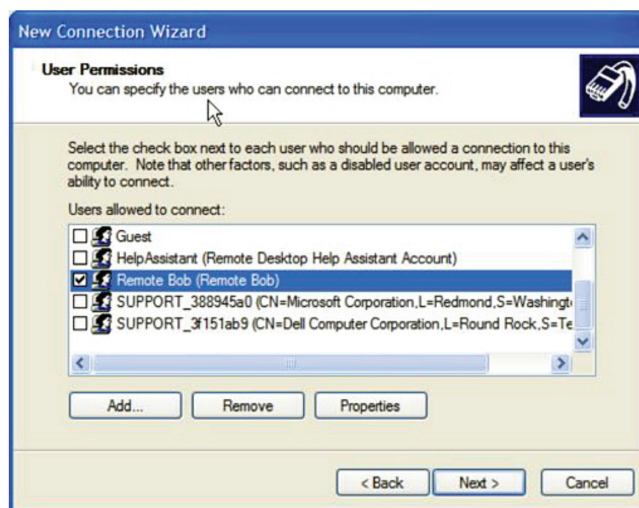 New Connection Wizard
User Permissions
You can specify the users who can connect to this computer.
Select the check box next to each user who should be allowed a connection to this
computer. Note that other factors, such as a disabled user account, may affect a user's
ability to connect.
Users allowed to connect:
Guest
HelpAssistant (Remote Desktop Help Assistant Account)
Remote Bob (Remote Bob)
SUPPORT_388945a0 (CN=Microsoft Corporation,L=Redmond,S=Washingt
SUPPORT_3f151ab9 (CN=Dell Computer Corporation,L=Round Rock,S=Te
Add... Remove Properties
< Back Next > Cancel